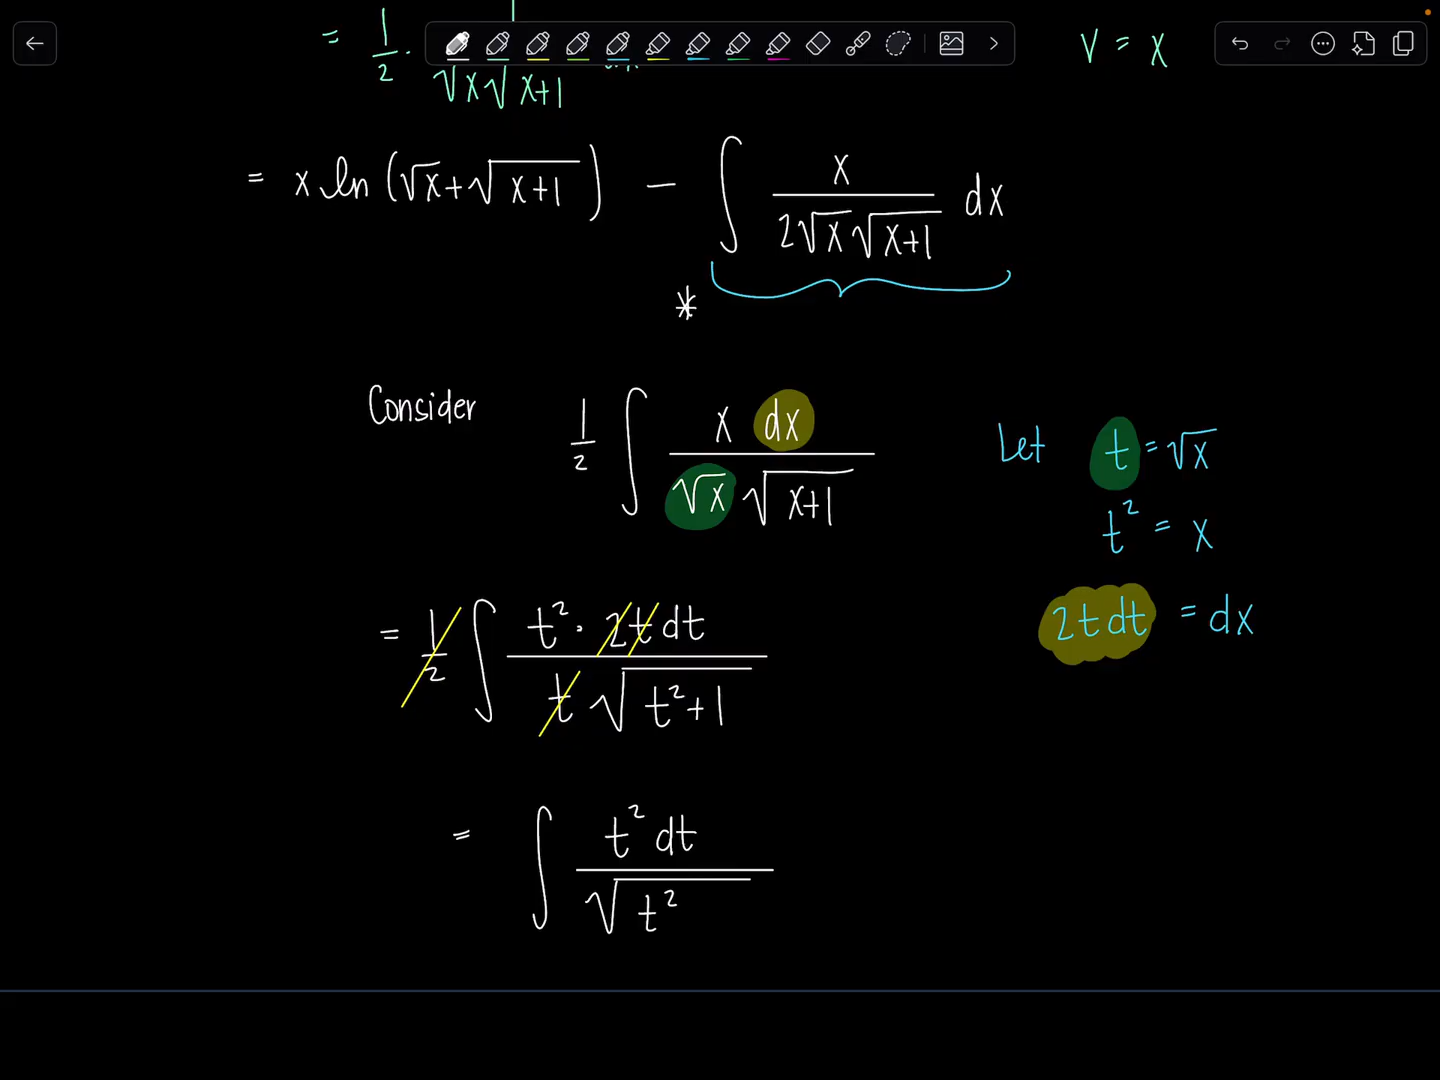 = 1/2 · 1/(√x√x+1)
v = x
= x ln (√x + √(x+1)) − ∫ x/(2√x√(x+1)) dx
*
Consider 1/2 ∫ x dx/(√x √(x+1))
Let t = √x
t² = x
2t dt = dx
= 1/2 ∫ t² · 2t dt/(t √(t²+1))
= ∫ t² dt/√(t²